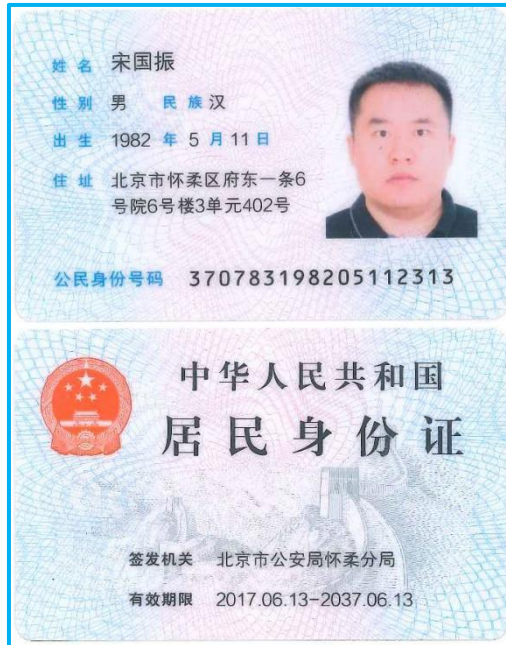 姓名 宋国振
性别 男 民族 汉
出生 1982 年 5 月 11 日
住址 北京市怀柔区府东一条6
号院6号楼3单元402号
公民身份号码 370783198205112313
中华人民共和国
居民身份证
签发机关 北京市公安局怀柔分局
有效期限 2017.06.13-2037.06.13